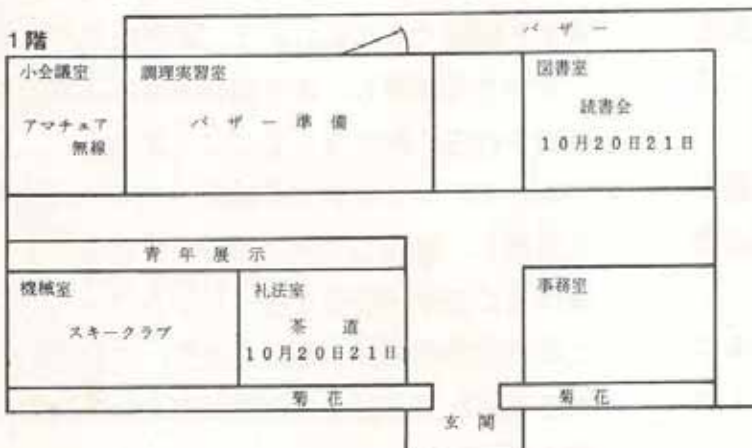 バザー
1階
小会議室
アマチュア
無線
調理実習室
バザー準備
図書室
読書会
10月20日21日
青年展示
機械室
スキークラブ
礼法室
茶道
10月20日21日
事務室
菊花
菊花
玄関